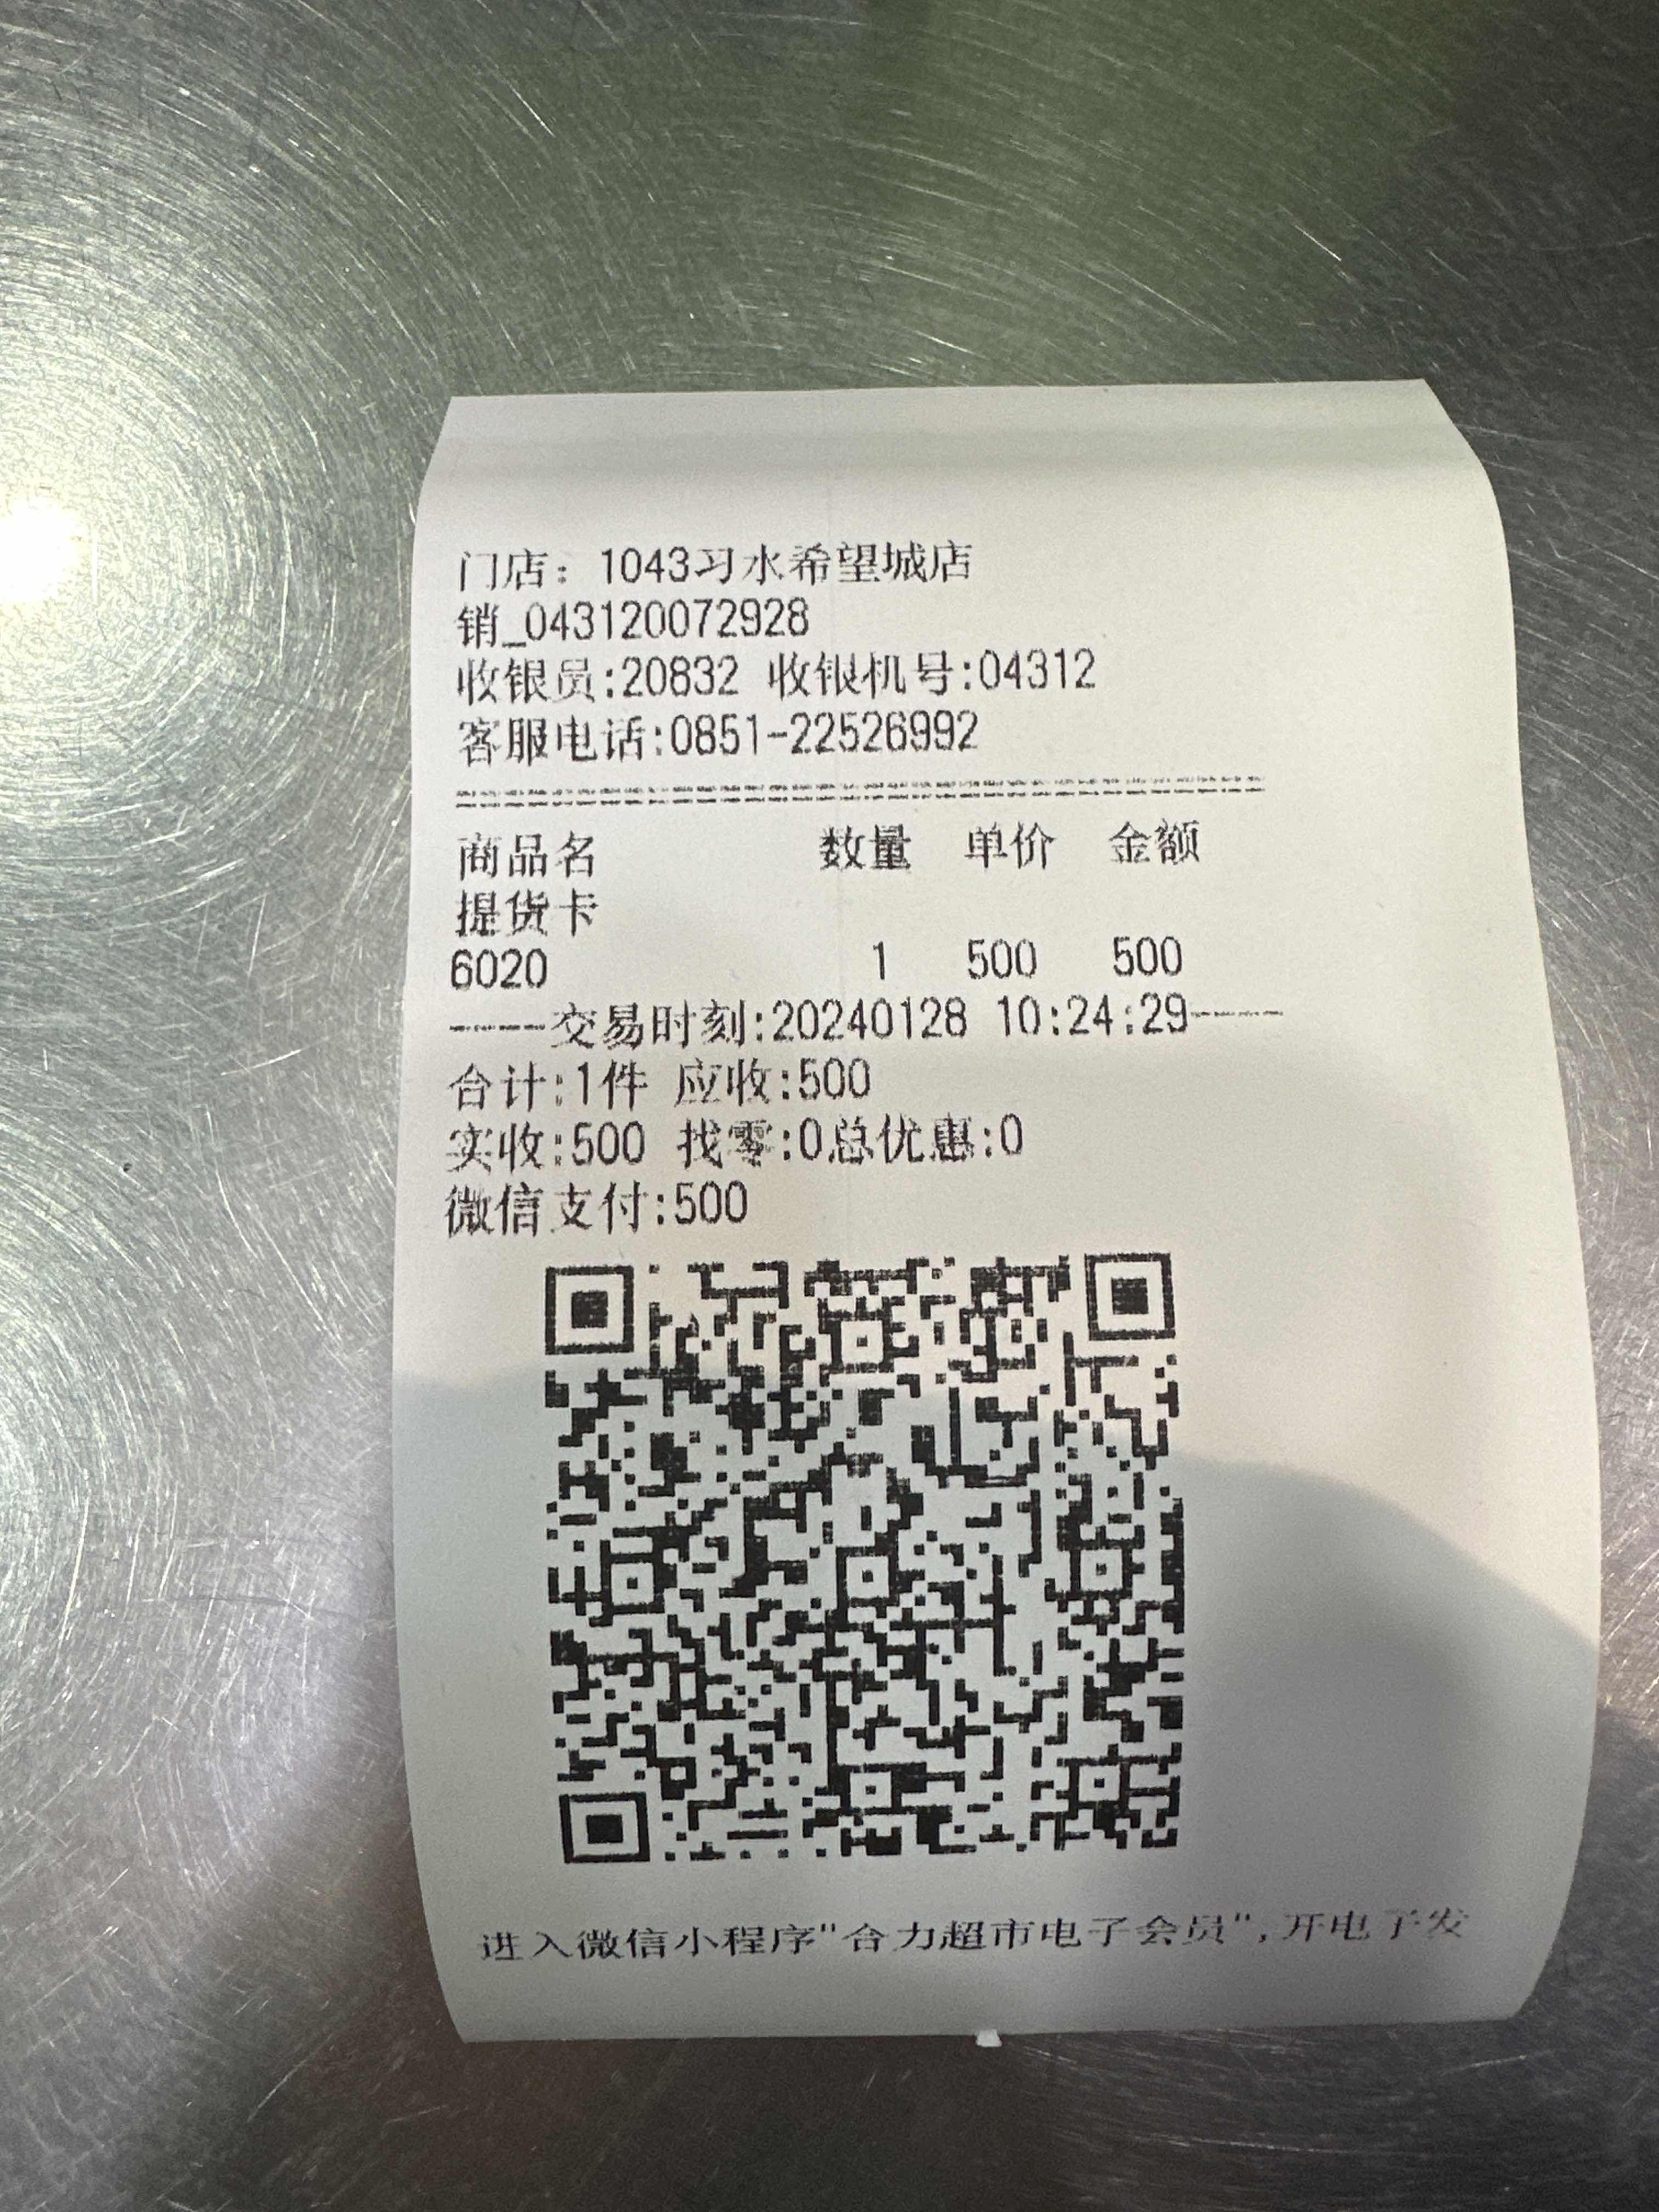 门店：1043习水希望城店
销_043120072928
收银员:20832 收银机号:04312
客服电话:0851-22526992
商品名 数量 单价 金额
提货卡
6020 1 500 500
----交易时刻:20240128 10:24:29----
合计:1件 应收:500
实收:500 找零:0总优惠:0
微信支付:500
进入微信小程序"合力超市电子会员",开电子发